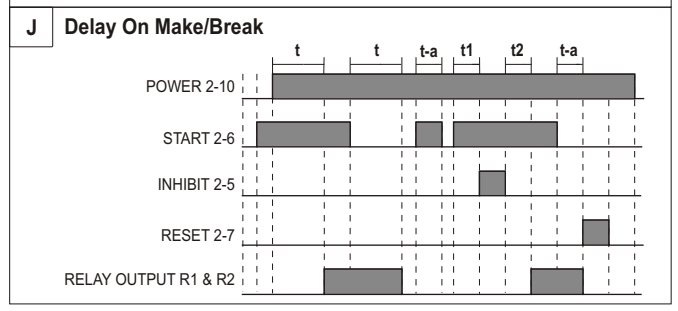 J Delay On Make/Break
t t t-a t1 t2 t-a
POWER 2-10
START 2-6
INHIBIT 2-5
RESET 2-7
RELAY OUTPUT R1 & R2